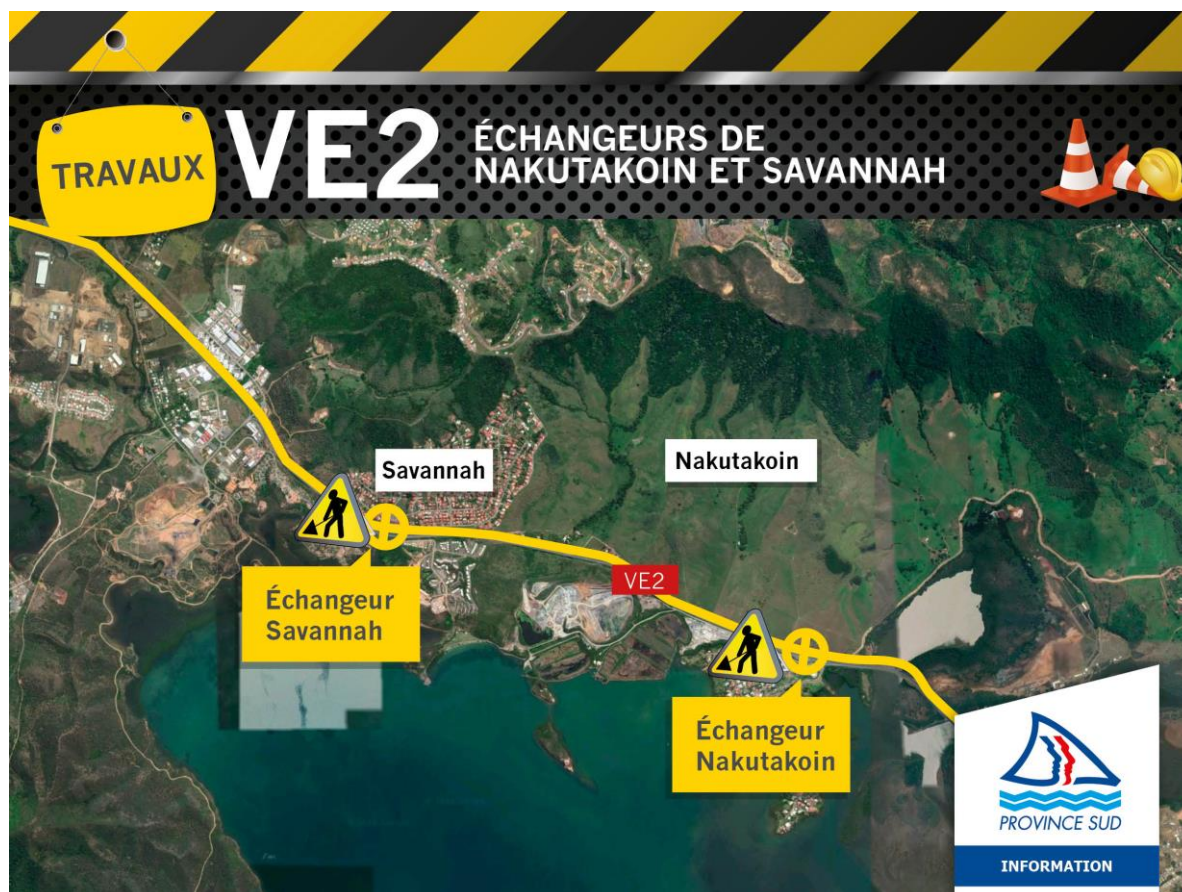 TRAVAUX
VE2
ÉCHANGEURS DE
NAKUTAKOIN ET SAVANNAH
Savannah
Nakutakoin
VE2
Échangeur
Savannah
Échangeur
Nakutakoin
PROVINCE SUD
INFORMATION